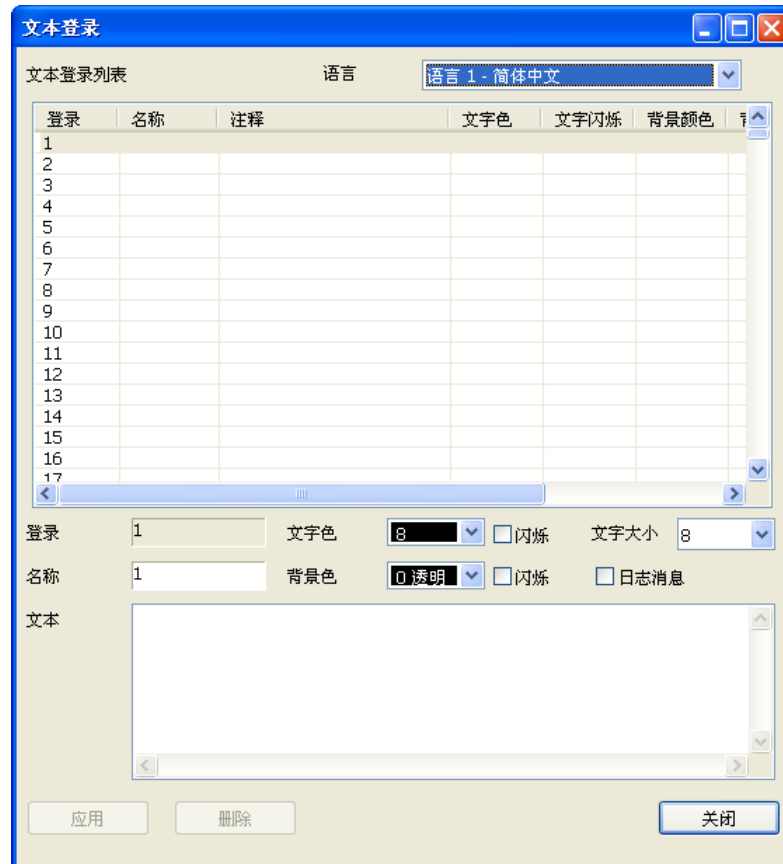 文本登录
文本登录列表 语言 语言 1 - 简体中文
登录 名称 注释 文字色 文字闪烁 背景颜色
1
2
3
4
5
6
7
8
9
10
11
12
13
14
15
16
17
登录 1 文字色 8 闪烁 文字大小 8
名称 1 背景色 0 透明 闪烁 日志消息
文本
应用 删除 关闭